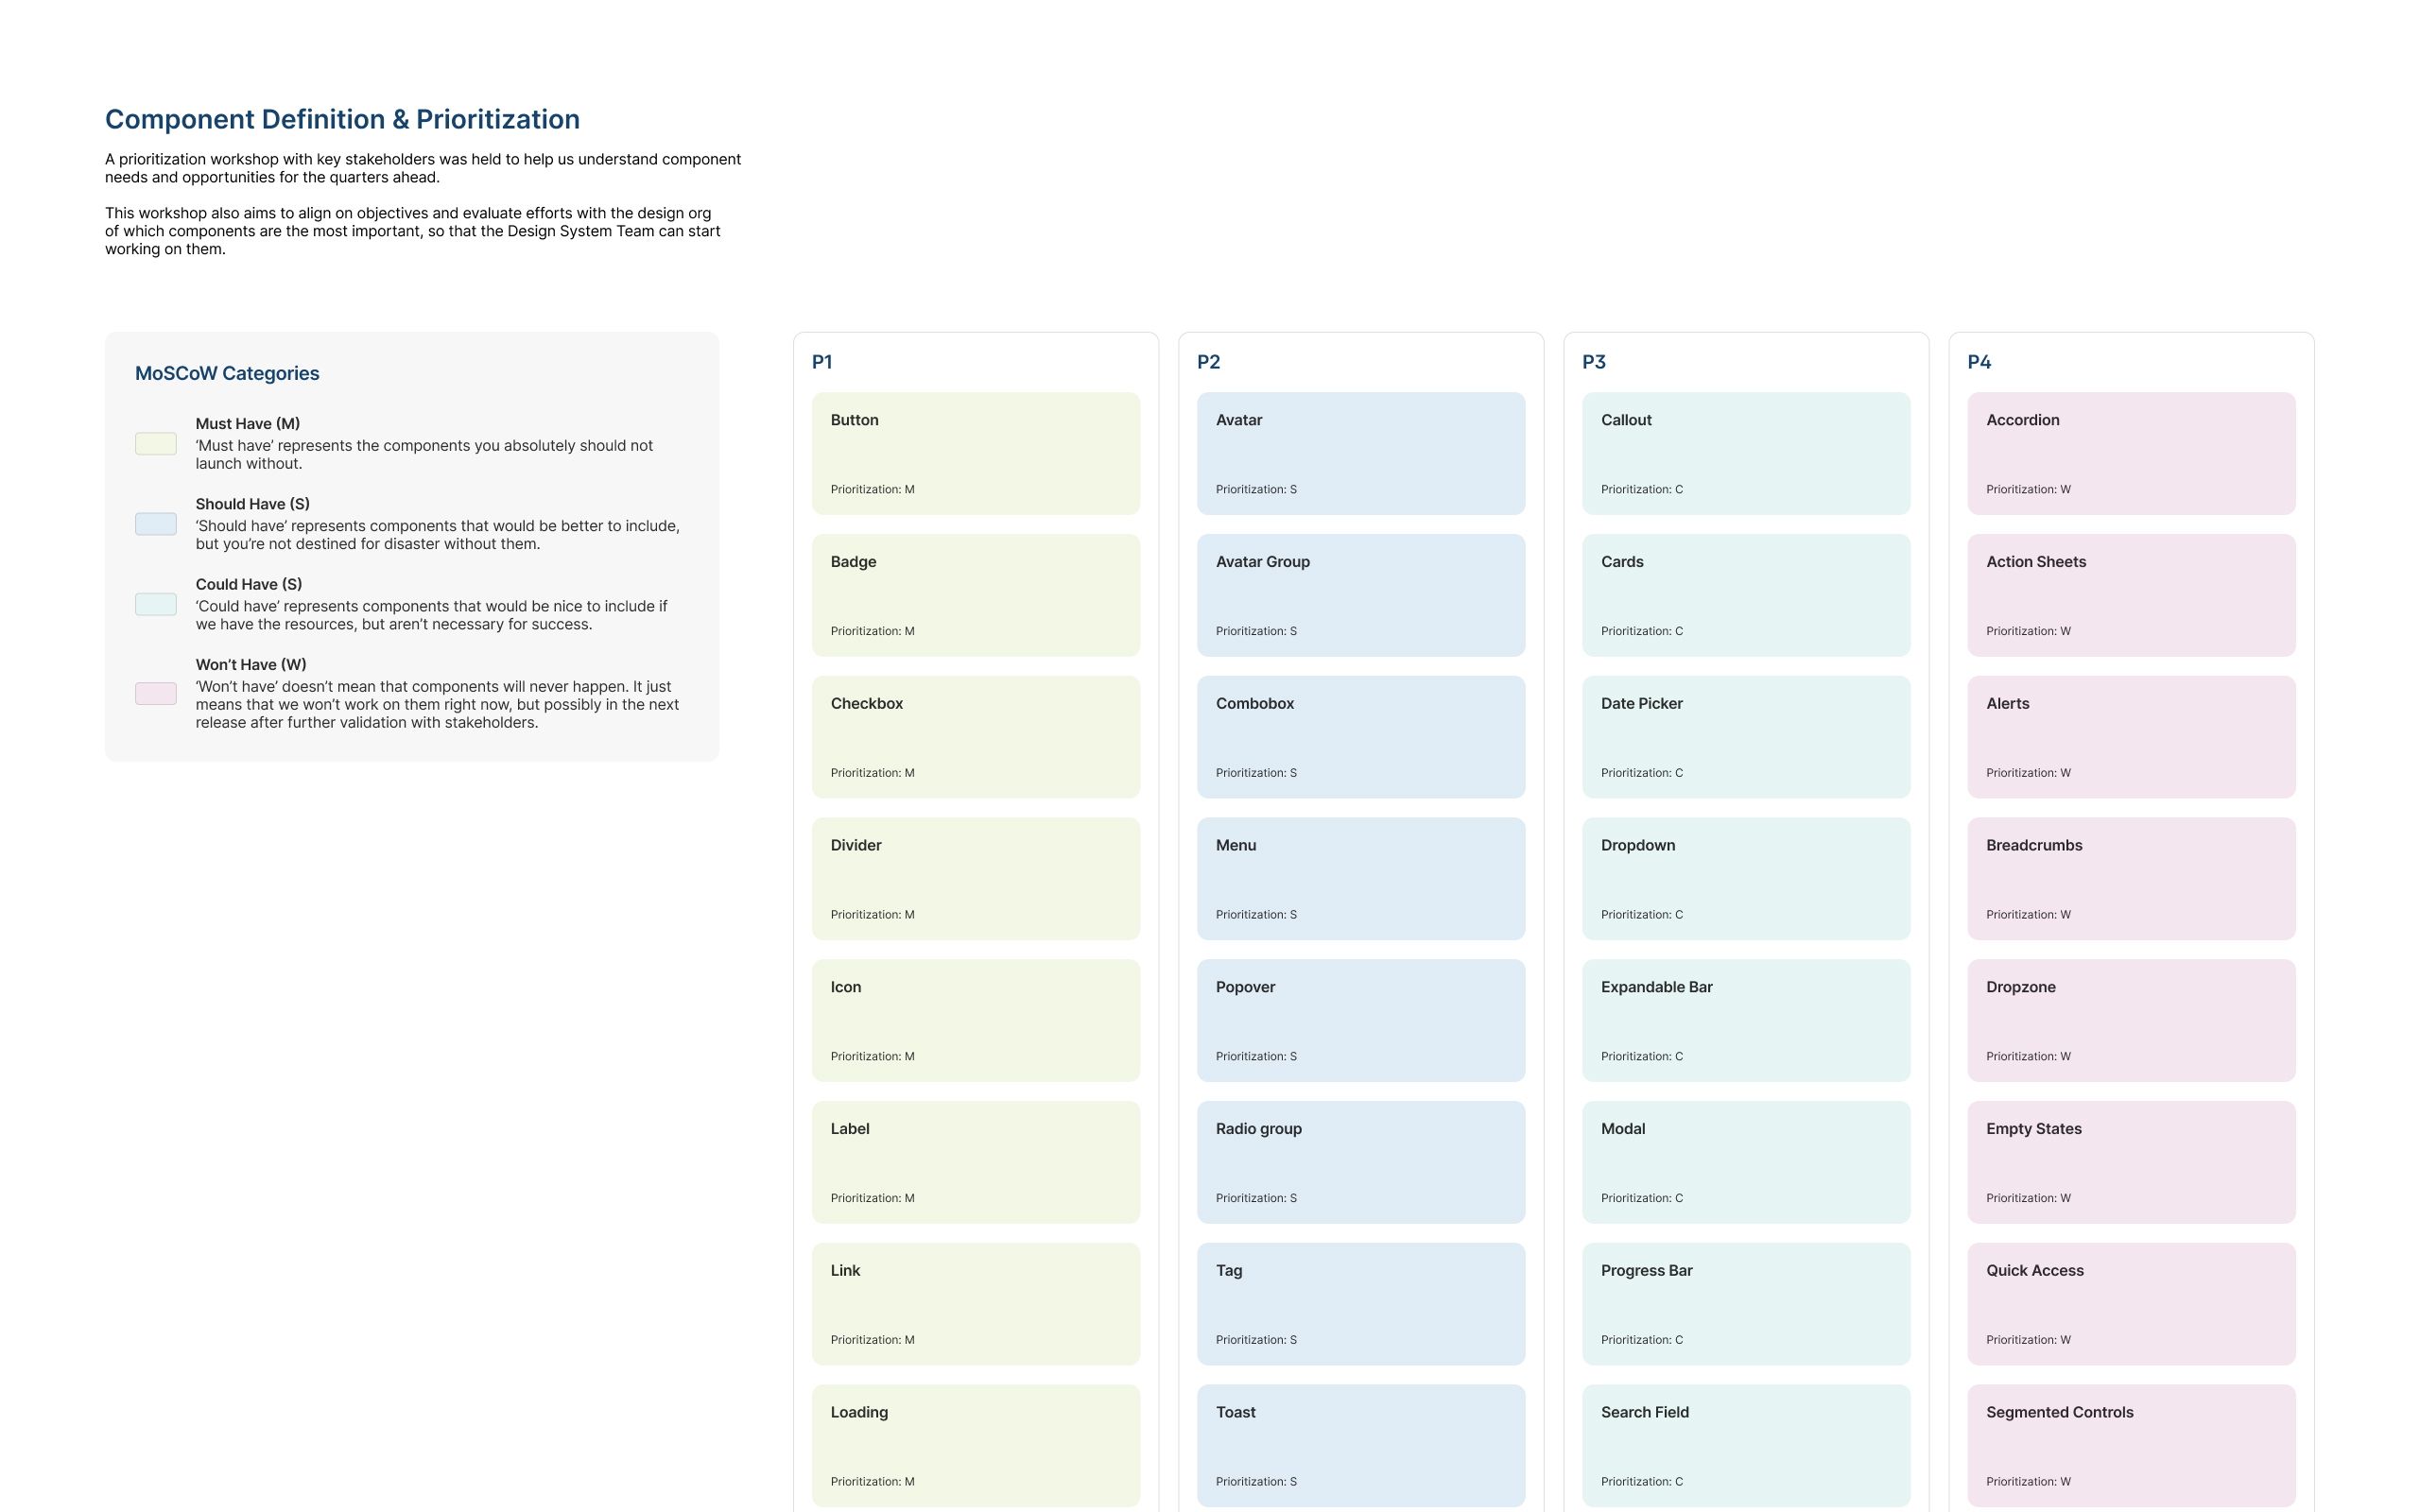 Component Definition & Prioritization
A prioritization workshop with key stakeholders was held to help us understand component
needs and opportunities for the quarters ahead.
This workshop also aims to align on objectives and evaluate efforts with the design org
of which components are the most important, so that the Design System Team can start
working on them.
MoSCoW Categories
Must Have (M)
‘Must have’ represents the components you absolutely should not
launch without.
Should Have (S)
‘Should have’ represents components that would be better to include,
but you’re not destined for disaster without them.
Could Have (S)
‘Could have’ represents components that would be nice to include if
we have the resources, but aren’t necessary for success.
Won’t Have (W)
‘Won’t have’ doesn’t mean that components will never happen. It just
means that we won’t work on them right now, but possibly in the next
release after further validation with stakeholders.
P1
Button
Prioritization: M
Badge
Prioritization: M
Checkbox
Prioritization: M
Divider
Prioritization: M
Icon
Prioritization: M
Label
Prioritization: M
Link
Prioritization: M
Loading
Prioritization: M
P2
Avatar
Prioritization: S
Avatar Group
Prioritization: S
Combobox
Prioritization: S
Menu
Prioritization: S
Popover
Prioritization: S
Radio group
Prioritization: S
Tag
Prioritization: S
Toast
Prioritization: S
P3
Callout
Prioritization: C
Cards
Prioritization: C
Date Picker
Prioritization: C
Dropdown
Prioritization: C
Expandable Bar
Prioritization: C
Modal
Prioritization: C
Progress Bar
Prioritization: C
Search Field
Prioritization: C
P4
Accordion
Prioritization: W
Action Sheets
Prioritization: W
Alerts
Prioritization: W
Breadcrumbs
Prioritization: W
Dropzone
Prioritization: W
Empty States
Prioritization: W
Quick Access
Prioritization: W
Segmented Controls
Prioritization: W